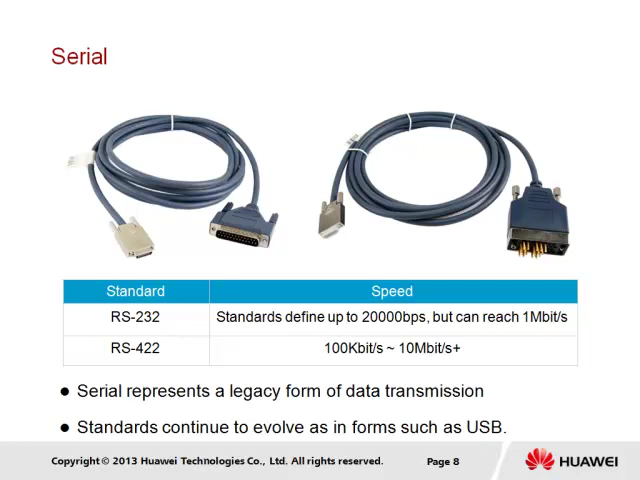 Serial
Standard Speed
RS-232 Standards define up to 20000bps, but can reach 1Mbit/s
RS-422 100Kbit/s ~ 10Mbit/s+
● Serial represents a legacy form of data transmission
● Standards continue to evolve as in forms such as USB.
Copyright © 2013 Huawei Technologies Co., Ltd. All rights reserved. Page 8 HUAWEI